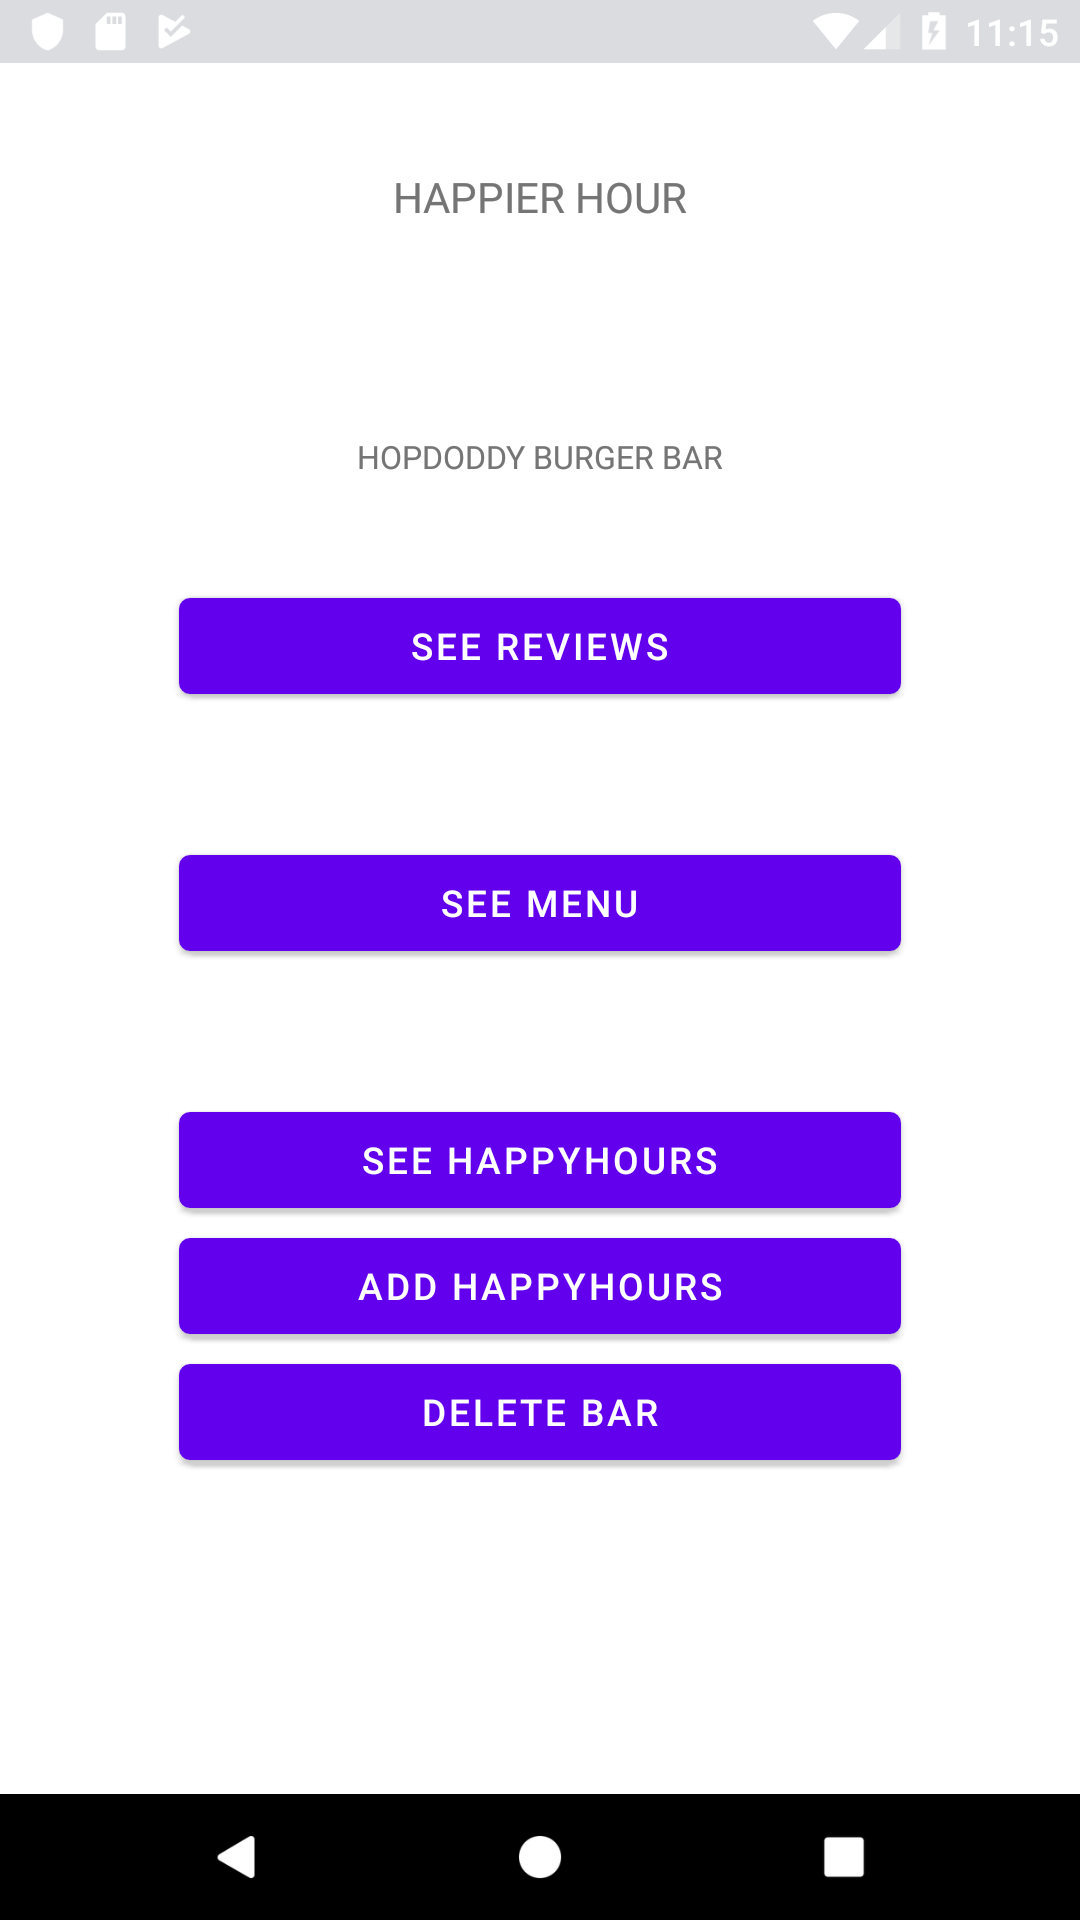 11:15
HAPPIER HOUR
HOPDODDY BURGER BAR
SEE REVIEWS
SEE MENU
SEE HAPPYHOURS
ADD HAPPYHOURS
DELETE BAR